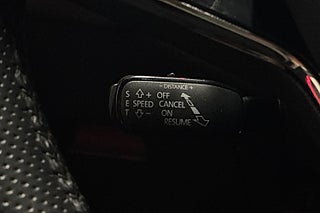 - DISTANCE +
S ⇧ + OFF
E SPEED CANCEL
T ⇩ - ON
RESUME